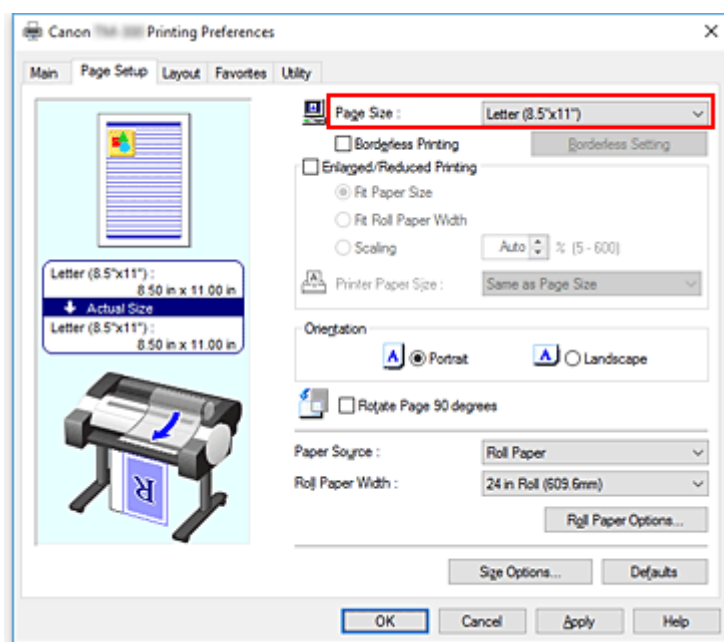 Canon Printing Preferences
Main Page Setup Layout Favorites Utility
Page Size : Letter (8.5"x11")
Borderless Printing Borderless Setting
Enlarged/Reduced Printing
Fit Paper Size
Fit Roll Paper Width
Scaling Auto % (5 - 600)
Printer Paper Size : Same as Page Size
Letter (8.5"x11") :
8.50 in x 11.00 in
Actual Size
Letter (8.5"x11") :
8.50 in x 11.00 in
Orientation
A Portrait A Landscape
Rotate Page 90 degrees
R
Paper Source : Roll Paper
Roll Paper Width : 24 in Roll (609.6mm)
Roll Paper Options...
Size Options... Defaults
OK Cancel Apply Help